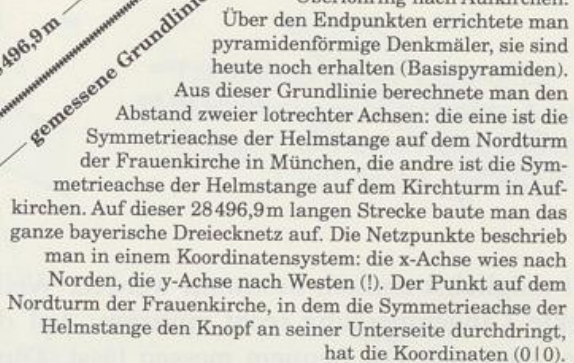 Über den Endpunkten errichtete man
pyramidenförmige Denkmäler, sie sind
heute noch erhalten (Basispyramiden).
Aus dieser Grundlinie berechnete man den
Abstand zweier lotrechter Achsen: die eine ist die
Symmetrieachse der Helmstange auf dem Nordturm
der Frauenkirche in München, die andre ist die Sym-
metrieachse der Helmstange auf dem Kirchturm in Auf-
kirchen. Auf dieser 28496,9m langen Strecke baute man das
ganze bayerische Dreiecknetz auf. Die Netzpunkte beschrieb
man in einem Koordinatensystem: die x-Achse wies nach
Norden, die y-Achse nach Westen (!). Der Punkt auf dem
Nordturm der Frauenkirche, in dem die Symmetrieachse der
Helmstange den Knopf an seiner Unterseite durchdringt,
hat die Koordinaten (0|0).
8496,9m
gemessene Grundlinie